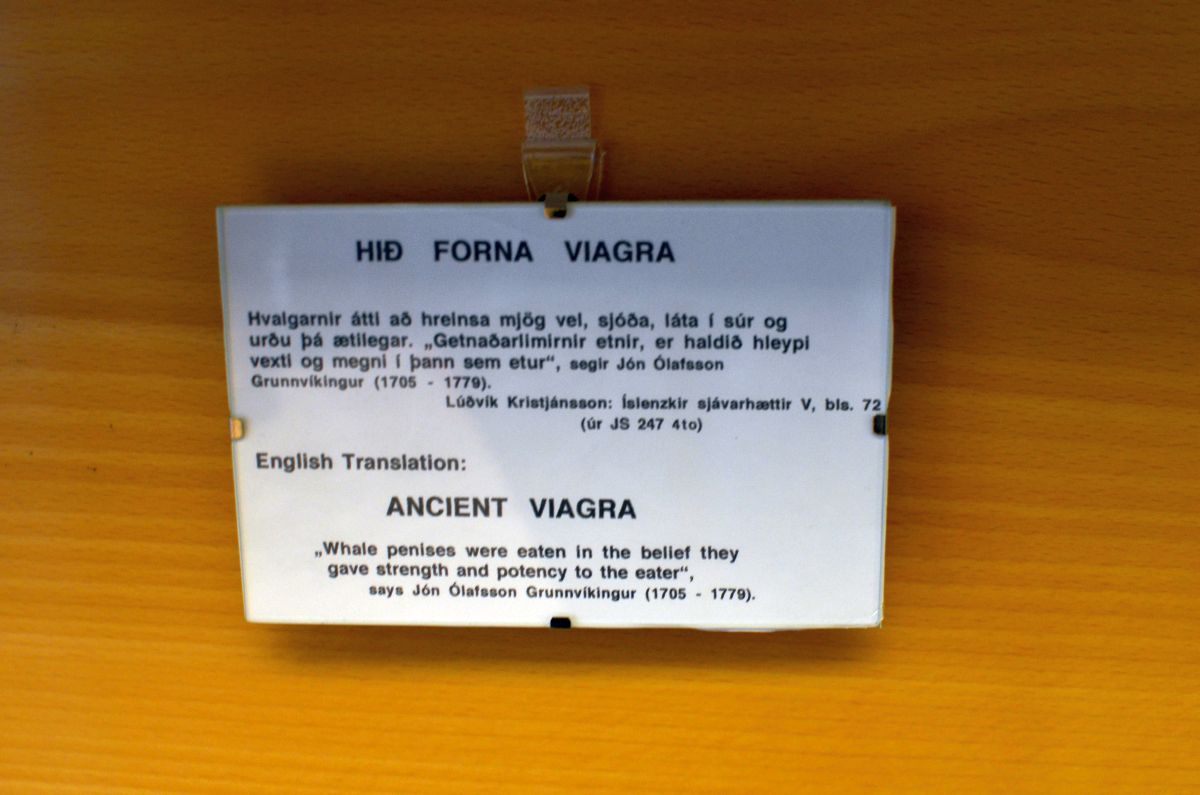 HIÐ FORNA VIAGRA
Hvalgarnir átti að hreinsa mjög vel, sjóða, láta í súr og
urðu þá ætilegar. „Getnaðarlimirnir etnir, er haldið hleypi
vexti og megni í þann sem etur“, segir Jón Ólafsson
Grunnvíkingur (1705 - 1779).
Lúðvík Kristjánsson: Íslenzkir sjávarhættir V, bls. 72
(úr JS 247 4to)
English Translation:
ANCIENT VIAGRA
„Whale penises were eaten in the belief they
gave strength and potency to the eater“,
says Jón Ólafsson Grunnvíkingur (1705 - 1779).